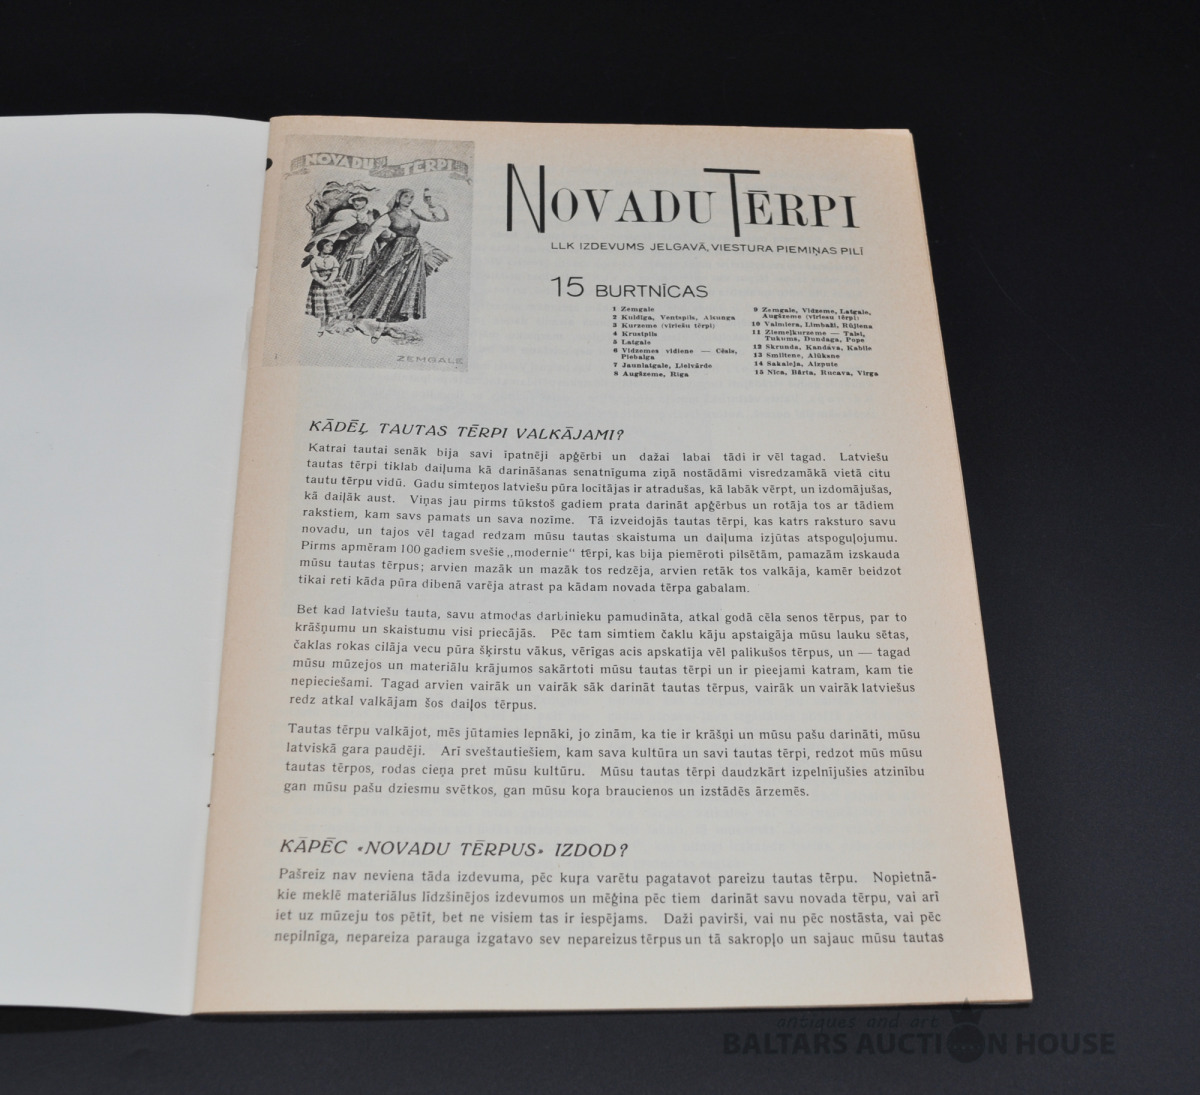 NOVADU TĒRPI
ZEMGALE
NOVADU TĒRPI
LLK IZDEVUMS JELGAVĀ, VIESTURA PIEMIŅAS PILĪ
15 BURTNĪCAS
1 Zemgale
2 Kuldīga, Ventspils, Alsunga
3 Kurzeme (vīriešu tērpi)
4 Krustpils
5 Latgale
6 Vidzemes vidiene — Cēsis,
Piebalga
7 Jaunlatgale, Lielvārde
8 Augšzeme, Rīga
9 Zemgale, Vidzeme, Latgale,
Augšzeme (vīriešu tērpi)
10 Valmiera, Limbaži, Rūjiena
11 Ziemeļkurzeme — Talsi,
Tukums, Dundaga, Pope
12 Skrunda, Kandava, Kabile
13 Smiltene, Alūksne
14 Sakaleja, Aizpute
15 Nīca, Bārta, Rucava, Virga
KĀDĒĻ TAUTAS TĒRPI VALKĀJAMI?
Katrai tautai senāk bija savi īpatnēji apģērbi un dažai labai tādi ir vēl tagad. Latviešu
tautas tērpi tiklab daiļuma kā darināšanas senatnīguma ziņā nostādāmi visredzamākā vietā citu
tautu tērpu vidū. Gadu simteņos latviešu pūra locītājas ir atradušas, kā labāk vērpt, un izdomājušas,
kā daiļāk aust. Viņas jau pirms tūkstoš gadiem prata darināt apģērbus un rotāja tos ar tādiem
rakstiem, kam savs pamats un sava nozīme. Tā izveidojās tautas tērpi, kas katrs raksturo savu
novadu, un tajos vēl tagad redzam mūsu tautas skaistuma un daiļuma izjūtas atspoguļojumu.
Pirms apmēram 100 gadiem svešie „modernie" tērpi, kas bija piemēroti pilsētām, pamazām izskauda
mūsu tautas tērpus; arvien mazāk un mazāk tos redzēja, arvien retāk tos valkāja, kamēr beidzot
tikai reti kāda pūra dibenā varēja atrast pa kādam novada tērpa gabalam.
Bet kad latviešu tauta, savu atmodas darbinieku pamudināta, atkal godā cēla senos tērpus, par to
krāšņumu un skaistumu visi priecājās. Pēc tam simtiem čaklu kāju apstaigāja mūsu lauku sētas,
čaklas rokas cilāja vecu pūra šķirstu vākus, vērīgas acis apskatīja vēl palikušos tērpus, un — tagad
mūsu mūzejos un materiālu krājumos sakārtoti mūsu tautas tērpi un ir pieejami katram, kam tie
nepieciešami. Tagad arvien vairāk un vairāk sāk darināt tautas tērpus, vairāk un vairāk latviešus
redz atkal valkājam šos daiļos tērpus.
Tautas tērpu valkājot, mēs jūtamies lepnāki, jo zinām, ka tie ir krāšņi un mūsu pašu darināti, mūsu
latviskā gara paudēji. Arī sveštautiešiem, kam sava kultūra un savi tautas tērpi, redzot mūs mūsu
tautas tērpos, rodas cieņa pret mūsu kultūru. Mūsu tautas tērpi daudzkārt izpelnījušies atzinību
gan mūsu pašu dziesmu svētkos, gan mūsu koŗa braucienos un izstādēs ārzemēs.
KĀPĒC «NOVADU TĒRPUS» IZDOD?
Pašreiz nav neviena tāda izdevuma, pēc kuŗa varētu pagatavot pareizu tautas tērpu. Nopietnā-
kie meklē materiālus līdzšinējos izdevumos un mēģina pēc tiem darināt savu novada tērpu, vai arī
iet uz mūzeju tos pētīt, bet ne visiem tas ir iespējams. Daži pavirši, vai nu pēc nostāsta, vai pēc
nepilnīga, nepareiza parauga izgatavo sev nepareizus tērpus un tā sakropļo un sajauc mūsu tautas
antiques and art
BALTARS AUCTION HOUSE